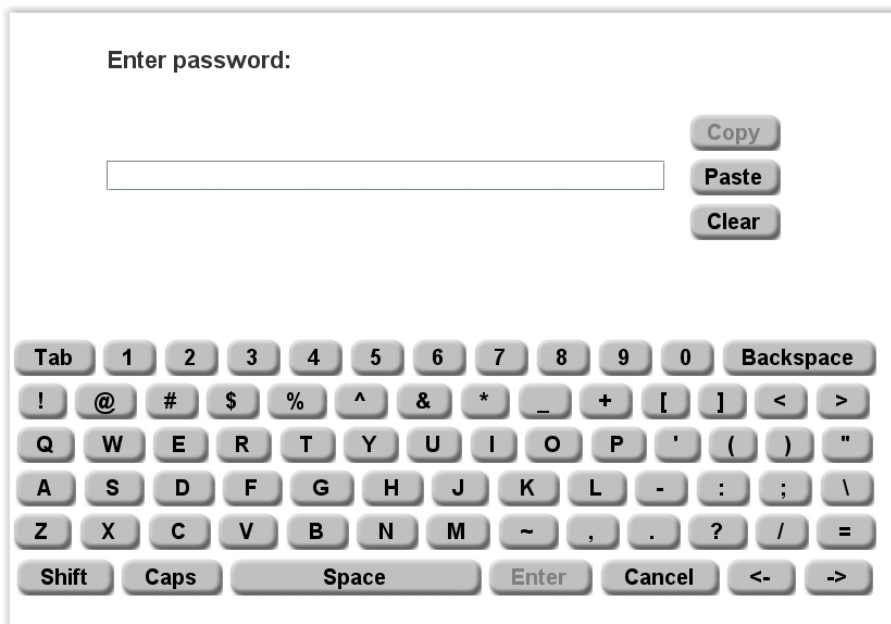 Enter password:
Copy
Paste
Clear
Tab 1 2 3 4 5 6 7 8 9 0 Backspace
! @ # $ % ^ & * _ + [ ] < >
Q W E R T Y U I O P ' ( ) "
A S D F G H J K L - : ; \
Z X C V B N M ~ , . ? / =
Shift Caps Space Enter Cancel <- ->